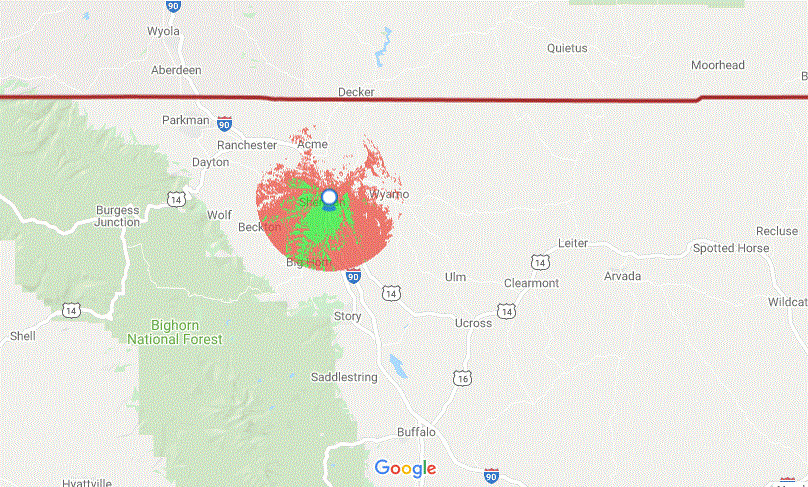 90
Wyola
Quietus
Moorhead
Aberdeen
Decker
Parkman
90
Ranchester
Acme
Dayton
14
Wyarno
Burgess
Junction
Wolf
Beckton
Recluse
Leiter
Spotted Horse
Big Horn
14
90
Ulm
Arvada
Clearmont
14
14
14
Story
Ucross
Wildcat
Bighorn
National Forest
Shell
Saddlestring
16
Buffalo
Google
90
Hyattville